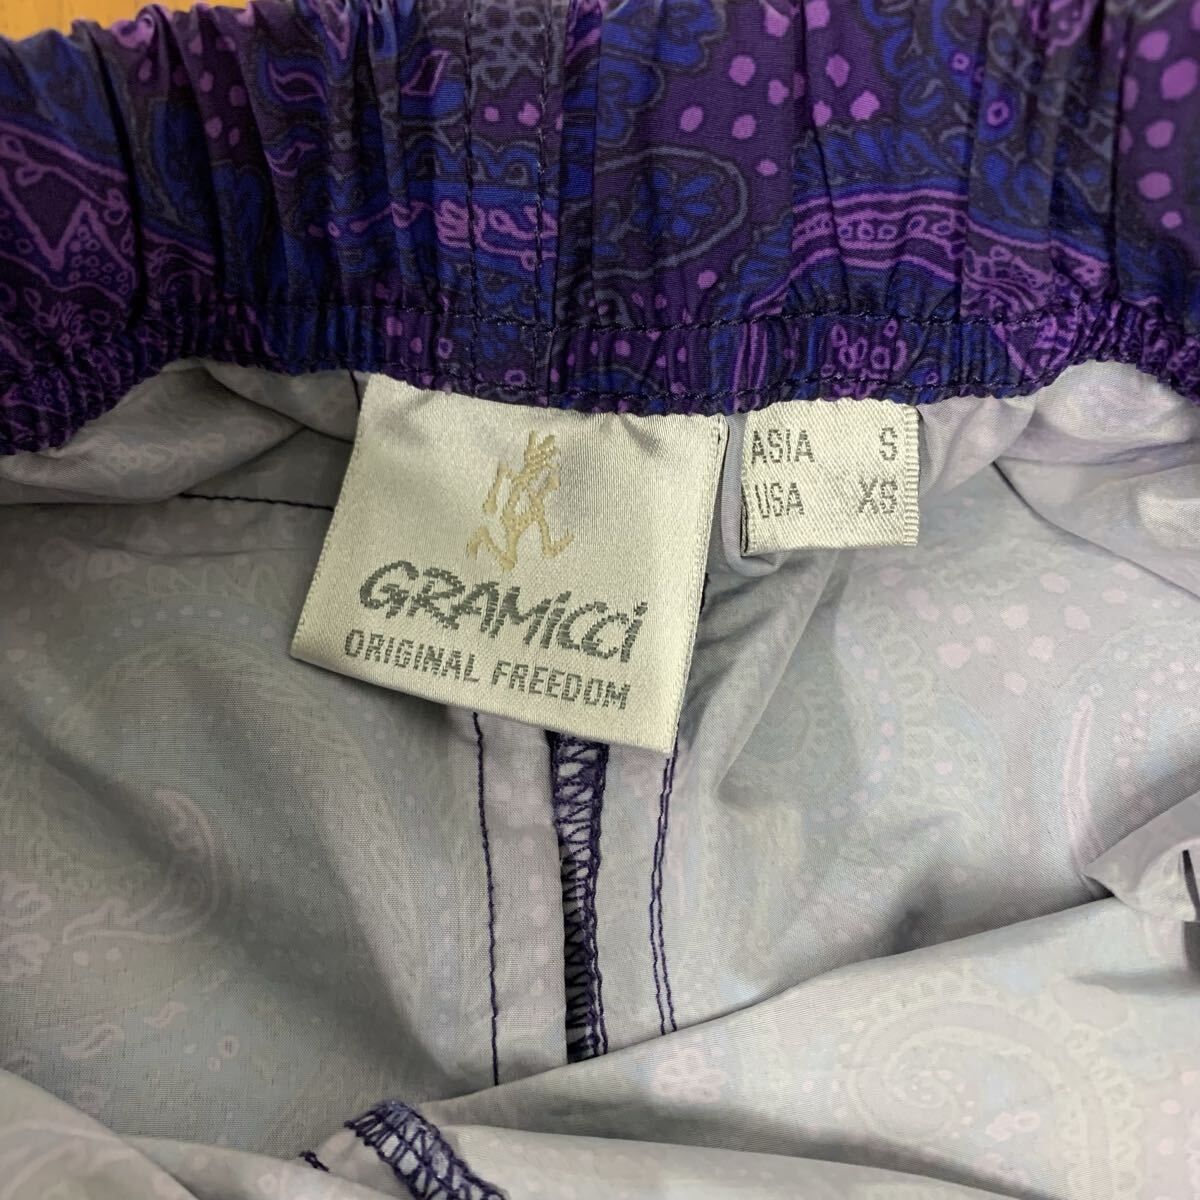 GRAMICCI
ORIGINAL FREEDOM
ASIA S
USA XS